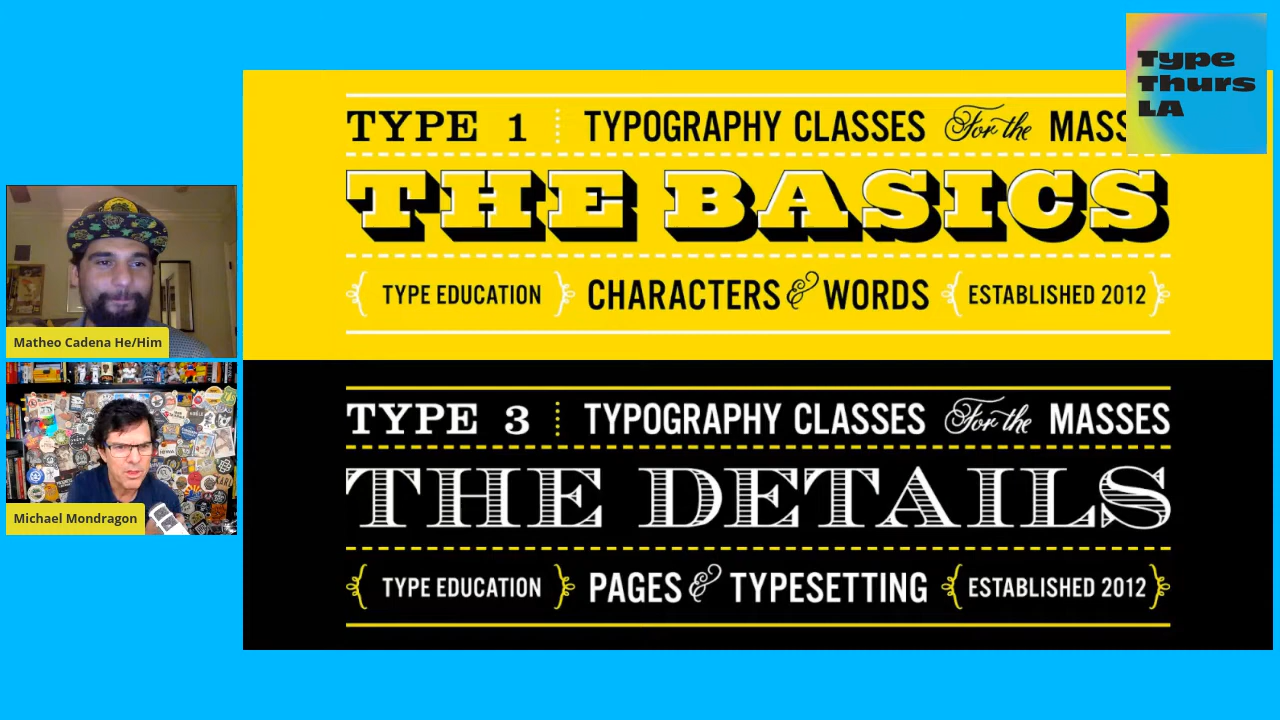 Type
Thurs
LA
TYPE 1 TYPOGRAPHY CLASSES For the MASS
THE BASICS
TYPE EDUCATION CHARACTERS & WORDS ESTABLISHED 2012
TYPE 3 TYPOGRAPHY CLASSES For the MASSES
THE DETAILS
TYPE EDUCATION PAGES & TYPESETTING ESTABLISHED 2012
Matheo Cadena He/Him
Michael Mondragon